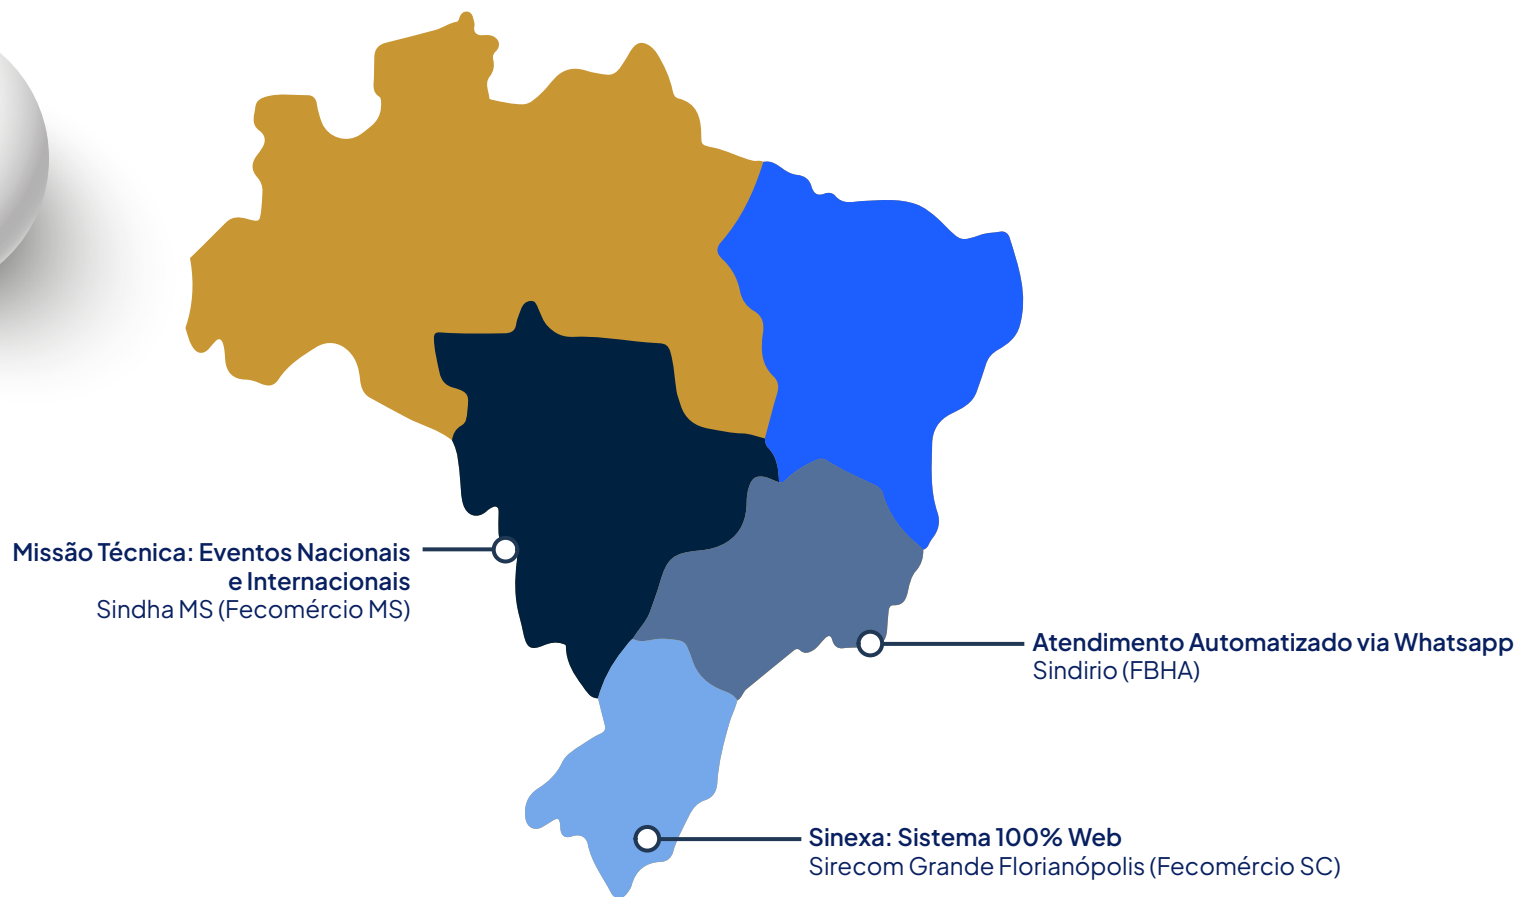 Missão Técnica: Eventos Nacionais
e Internacionais
Sindha MS (Fecomércio MS)
Atendimento Automatizado via Whatsapp
Sindirio (FBHA)
Sinexa: Sistema 100% Web
Sirecom Grande Florianópolis (Fecomércio SC)